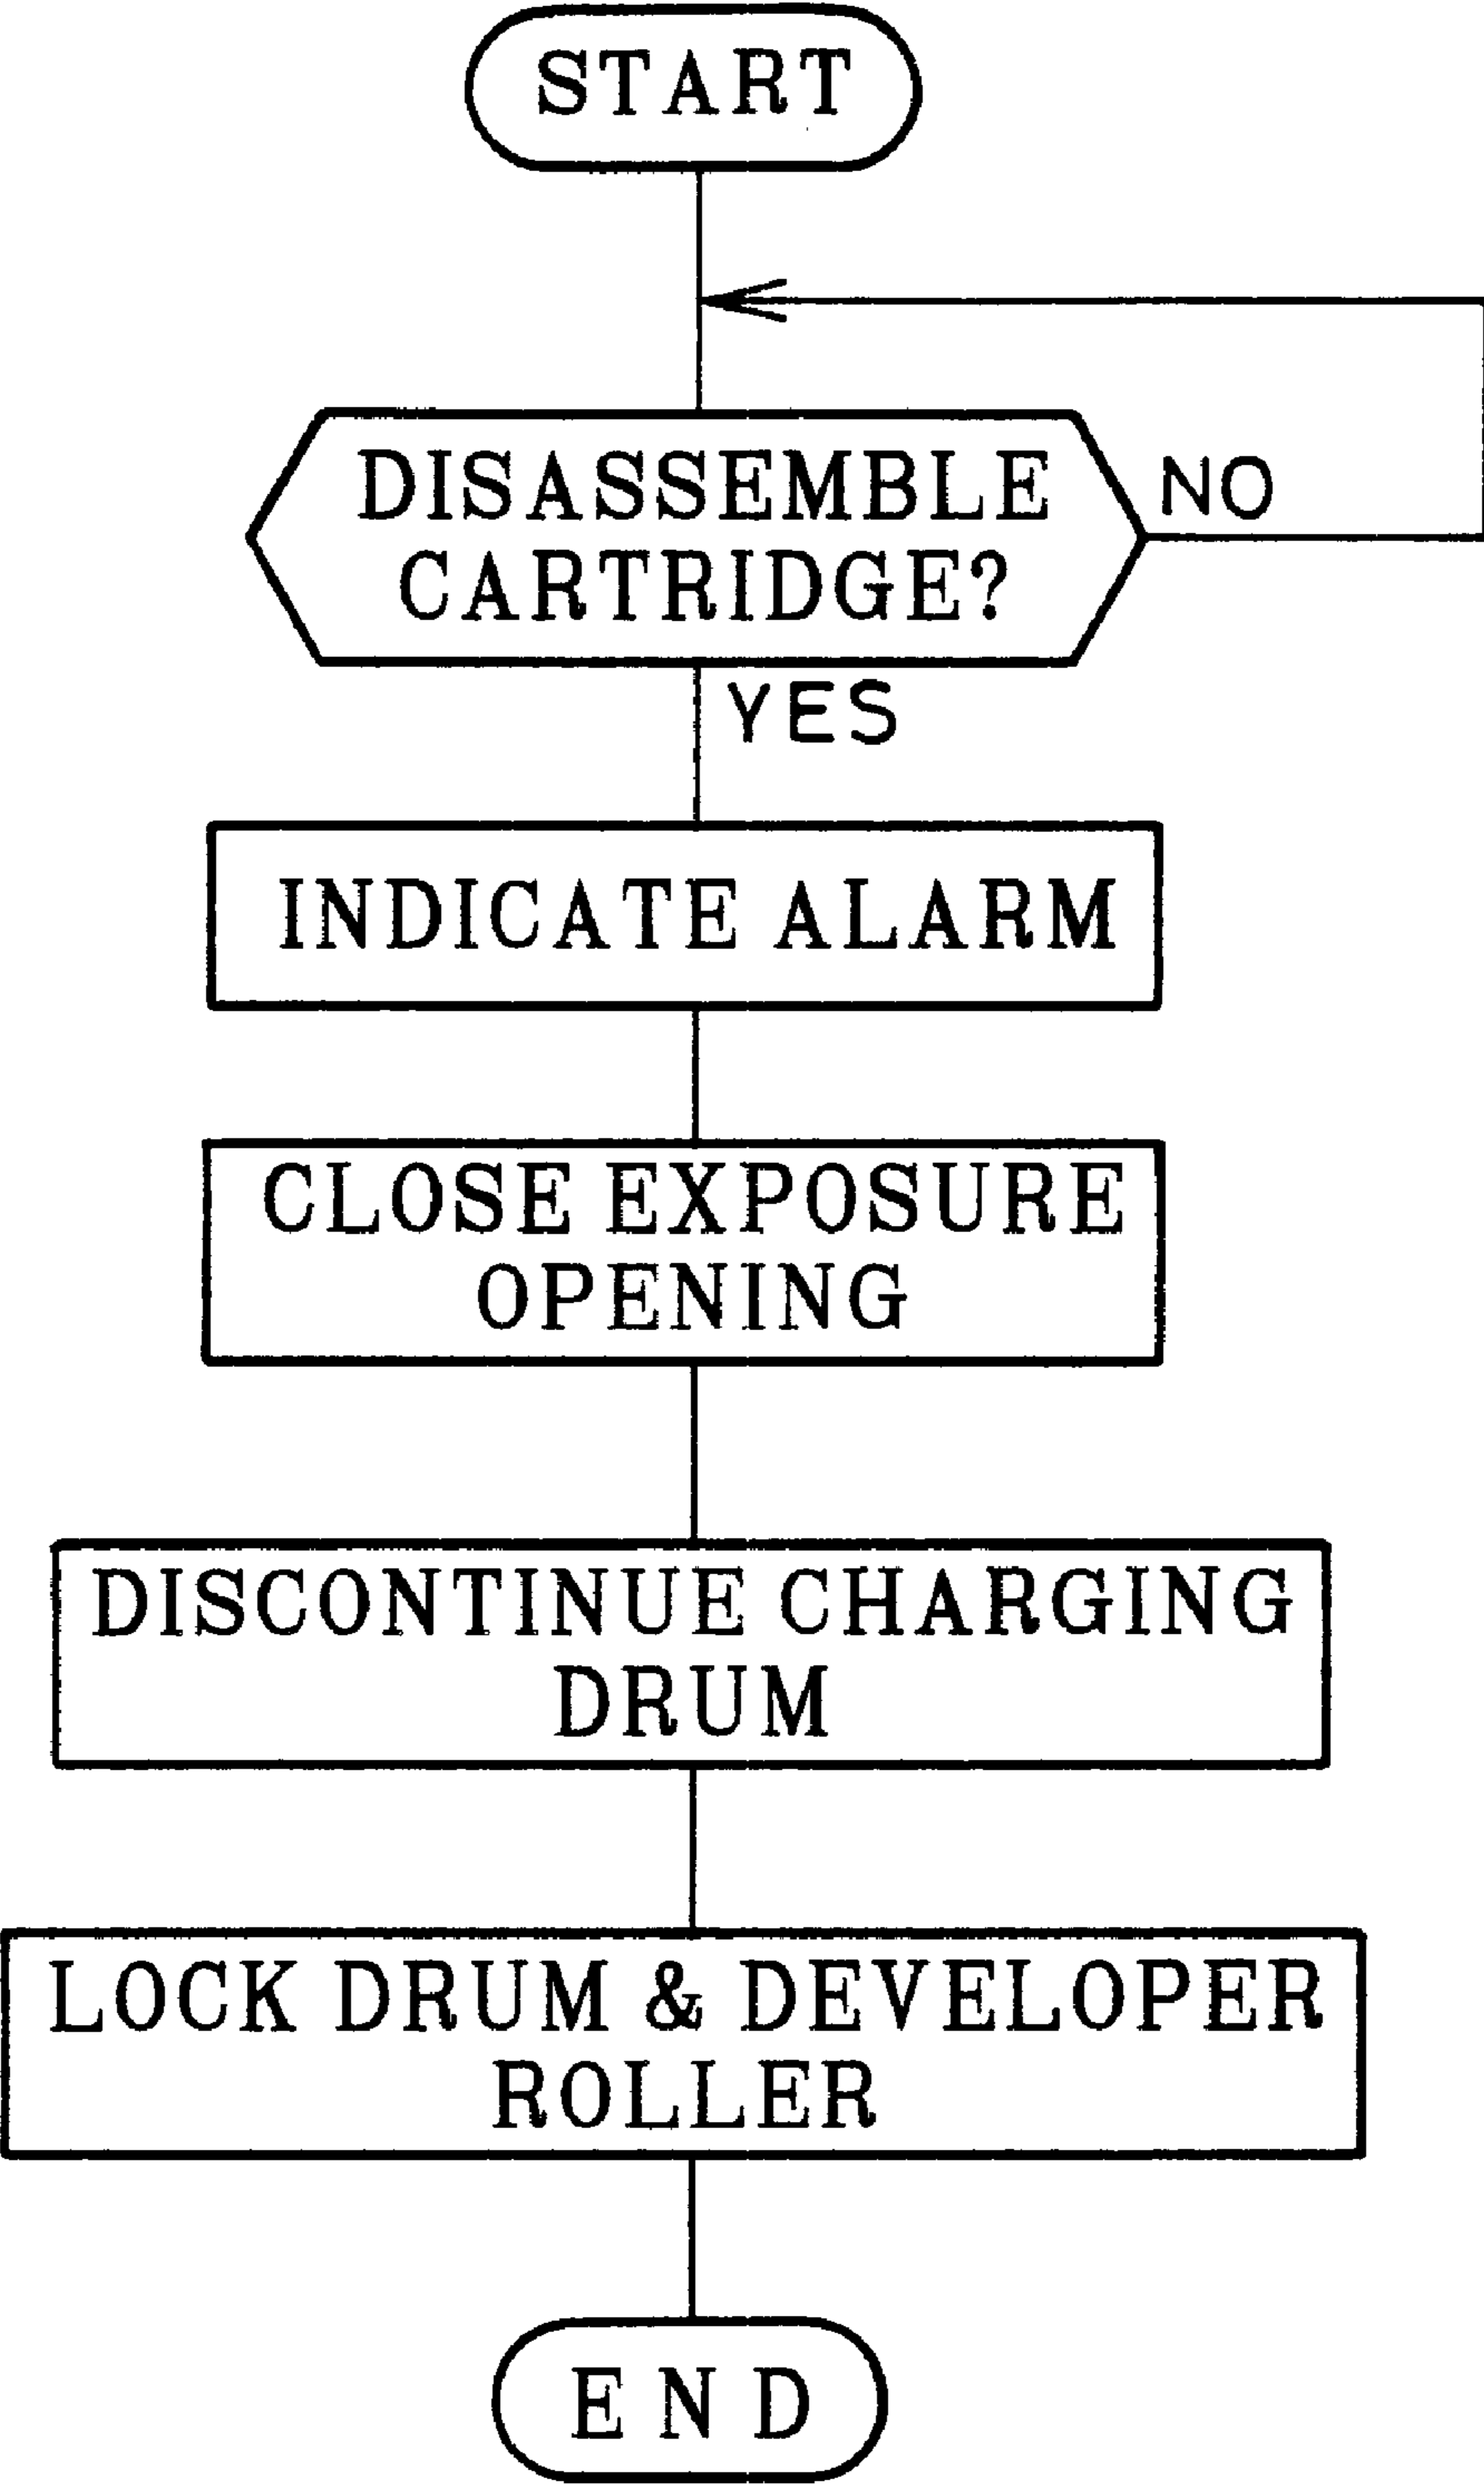 START
DISASSEMBLE
CARTRIDGE?
NO
YES
INDICATE ALARM
CLOSE EXPOSURE
OPENING
DISCONTINUE CHARGING
DRUM
LOCK DRUM & DEVELOPER
ROLLER
END